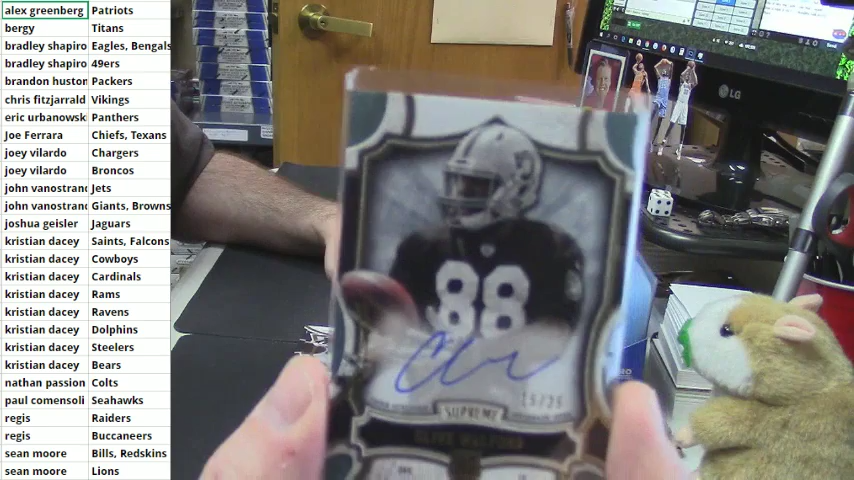 alex greenberg Patriots
bergy Titans
bradley shapiro Eagles, Bengals
bradley shapiro 49ers
brandon huston Packers
chris fitzjarrald Vikings
eric urbanowsk Panthers
Joe Ferrara Chiefs, Texans
joey vilardo Chargers
joey vilardo Broncos
john vanostrand Jets
john vanostrand Giants, Browns
joshua geisler Jaguars
kristian dacey Saints, Falcons
kristian dacey Cowboys
kristian dacey Cardinals
kristian dacey Rams
kristian dacey Ravens
kristian dacey Dolphins
kristian dacey Steelers
kristian dacey Bears
nathan passion Colts
paul comensoli Seahawks
regis Raiders
regis Buccaneers
sean moore Bills, Redskins
sean moore Lions
LG
88
SUPREME
CLIVE WALFORD